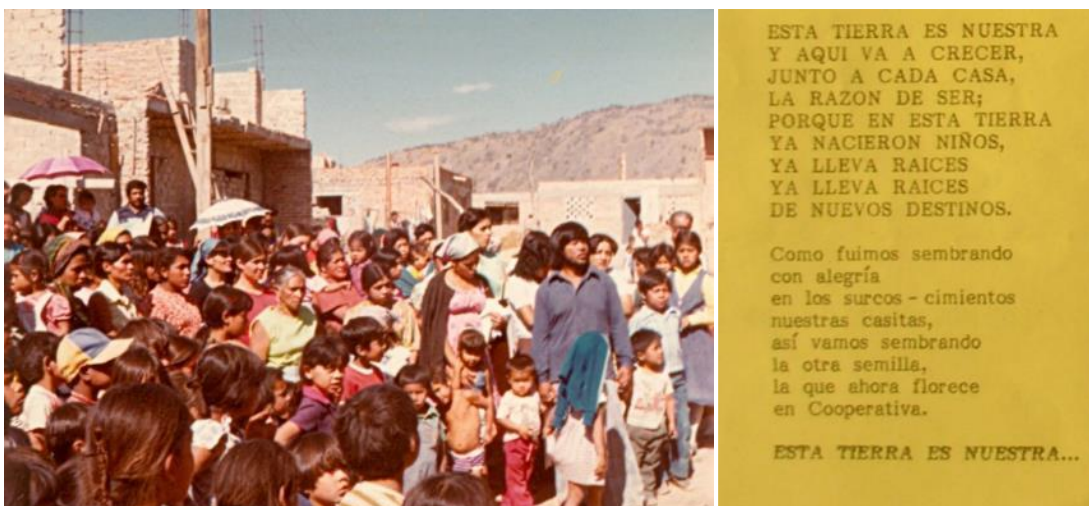 ESTA TIERRA ES NUESTRA
Y AQUI VA A CRECER,
JUNTO A CADA CASA,
LA RAZON DE SER;
PORQUE EN ESTA TIERRA
YA NACIERON NIÑOS,
YA LLEVA RAICES
YA LLEVA RAICES
DE NUEVOS DESTINOS.
Como fuimos sembrando
con alegría
en los surcos - cimientos
nuestras casitas,
así vamos sembrando
la otra semilla,
la que ahora florece
en Cooperativa.
ESTA TIERRA ES NUESTRA...